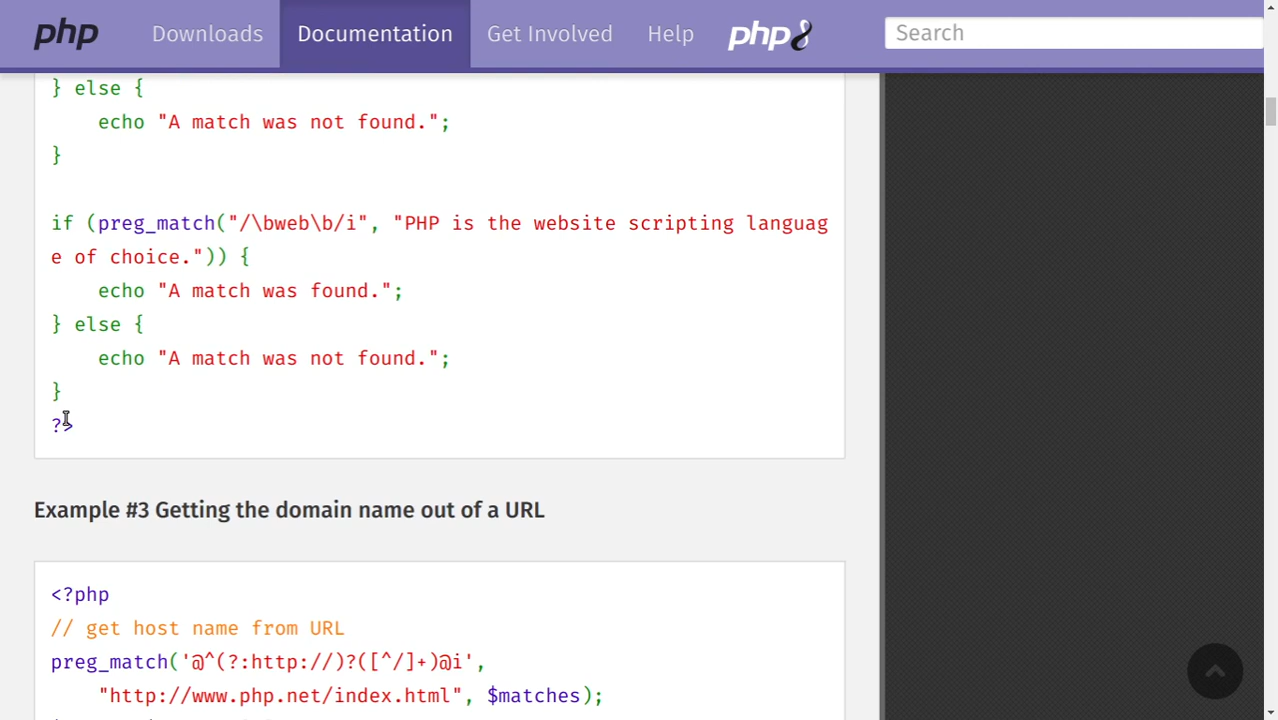 php Downloads Documentation Get Involved Help php8 Search
} else {
    echo "A match was not found.";
}
if (preg_match("/\bweb\b/i", "PHP is the website scripting languag
e of choice.")) {
    echo "A match was found.";
} else {
    echo "A match was not found.";
}
?>
Example #3 Getting the domain name out of a URL
<?php
// get host name from URL
preg_match('@^(?:http://)?([^/]+)@i',
    "http://www.php.net/index.html", $matches);